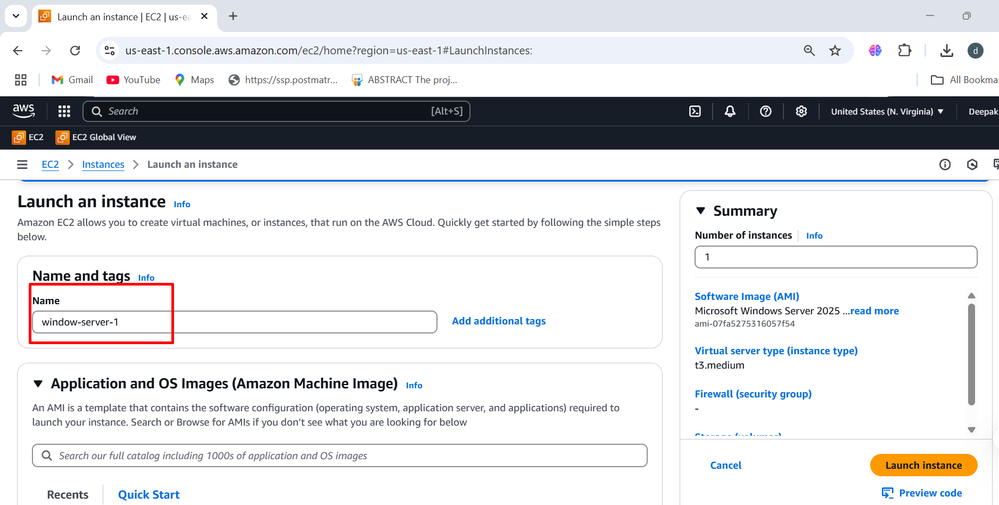 Launch an instance | EC2 | us-ea
us-east-1.console.aws.amazon.com/ec2/home?region=us-east-1#LaunchInstances:
d
Gmail
YouTube
Maps
https://ssp.postmatr...
ABSTRACT The proj...
All Bookma
aws
Search
[Alt+S]
United States (N. Virginia)
Deepak
EC2
EC2 Global View
EC2
Instances
Launch an instance
Launch an instance Info
Amazon EC2 allows you to create virtual machines, or instances, that run on the AWS Cloud. Quickly get started by following the simple steps
below.
Name and tags Info
Name
window-server-1
Add additional tags
Application and OS Images (Amazon Machine Image) Info
An AMI is a template that contains the software configuration (operating system, application server, and applications) required to
launch your instance. Search or Browse for AMIs if you don’t see what you are looking for below
Search our full catalog including 1000s of application and OS images
Recents
Quick Start
Summary
Number of instances Info
1
Software Image (AMI)
Microsoft Windows Server 2025 ...read more
ami-07fa5275316057f54
Virtual server type (instance type)
t3.medium
Firewall (security group)
-
Storage (volumes)
Cancel
Launch instance
Preview code